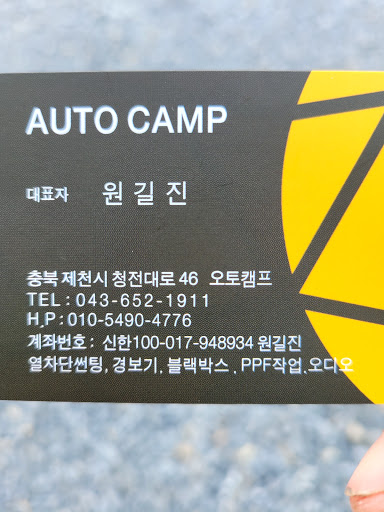 AUTO CAMP
대표자 원길진
충북 제천시 청전대로 46 오토캠프
TEL : 043-652-1911
H.P : 010-5490-4776
계좌번호 : 신한100-017-948934 원길진
열차단썬팅, 경보기, 블랙박스, PPF작업, 오디오